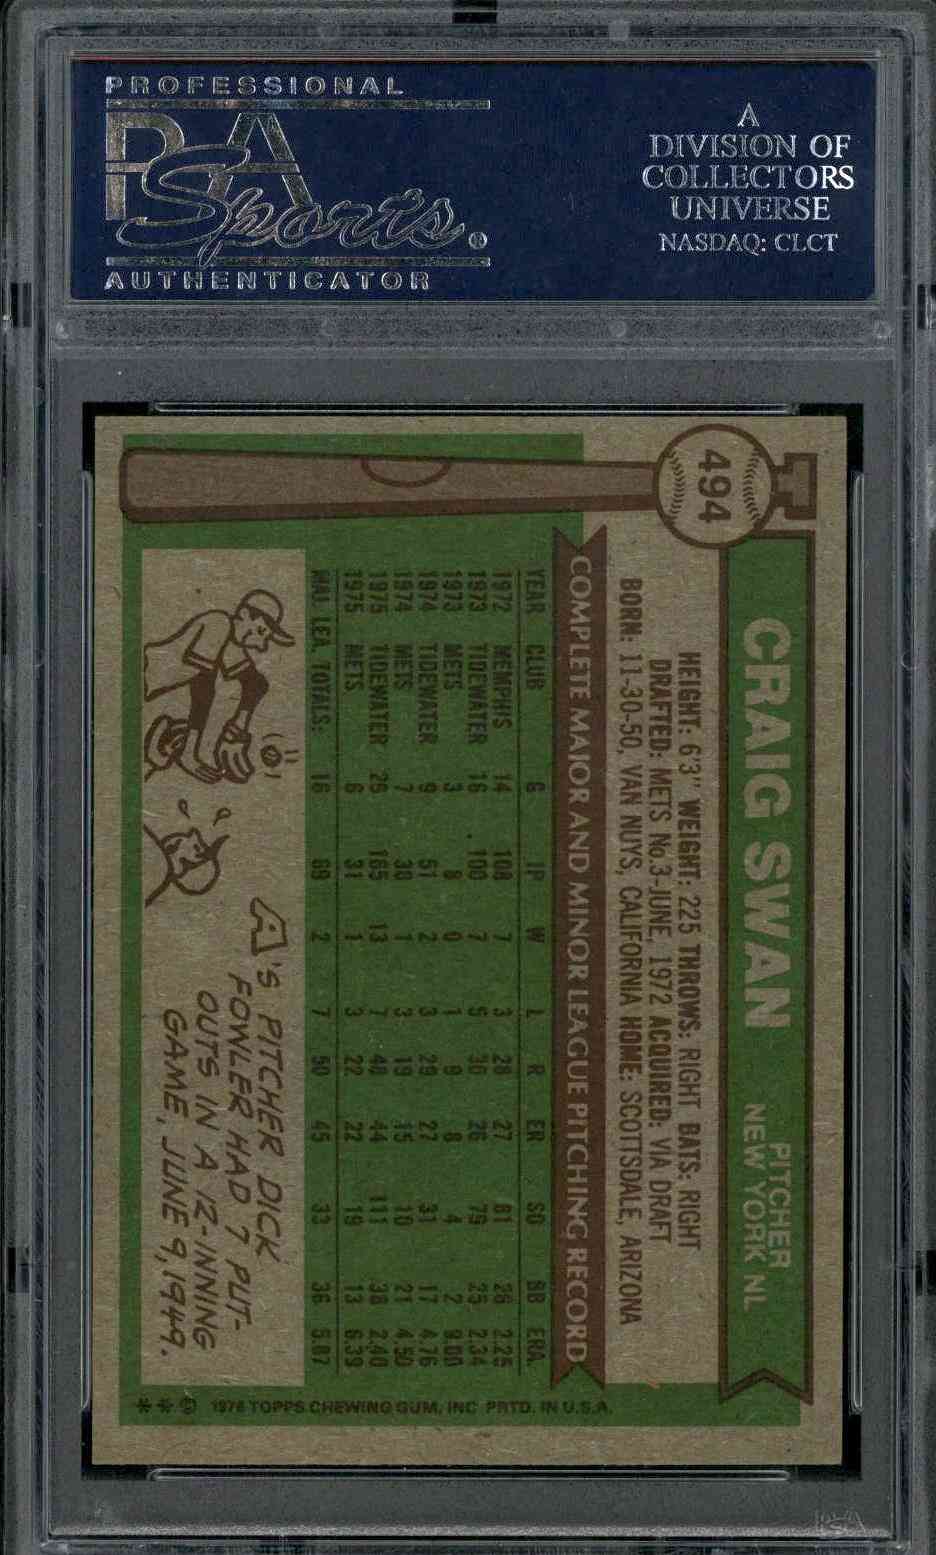 PROFESSIONAL
PSA
Sports®
AUTHENTICATOR
A
DIVISION OF
COLLECTORS
UNIVERSE
NASDAQ: CLCT
494
CRAIG SWAN
PITCHER
NEW YORK NL
HEIGHT: 6'3" WEIGHT: 225 THROWS: RIGHT BATS: RIGHT
DRAFTED: METS No.3-JUNE, 1972 ACQUIRED: VIA DRAFT
BORN: 11-30-50, VAN NUYS, CALIFORNIA HOME: SCOTTSDALE, ARIZONA
COMPLETE MAJOR AND MINOR LEAGUE PITCHING RECORD
YEAR CLUB G IP W L R ER SO BB ERA
1972 MEMPHIS 14 108 7 3 28 27 81 26 2.25
1973 TIDEWATER 16 100 7 5 36 26 79 25 2.34
1973 METS 3 8 0 1 9 8 4 2 9.00
1974 TIDEWATER 9 51 2 3 29 27 31 17 4.76
1974 METS 7 30 1 3 19 15 10 21 4.50
1975 TIDEWATER 25 165 13 7 48 44 111 38 2.40
1975 METS 6 31 1 3 22 22 19 13 6.39
MAJ. LEA. TOTALS: 16 69 2 7 50 45 33 36 5.87
A'S PITCHER DICK
FOWLER HAD 7 PUT-
OUTS IN A 12-INNING
GAME, JUNE 9, 1949.
** © 1976 TOPPS CHEWING GUM, INC PRTD. IN U.S.A.
PSA